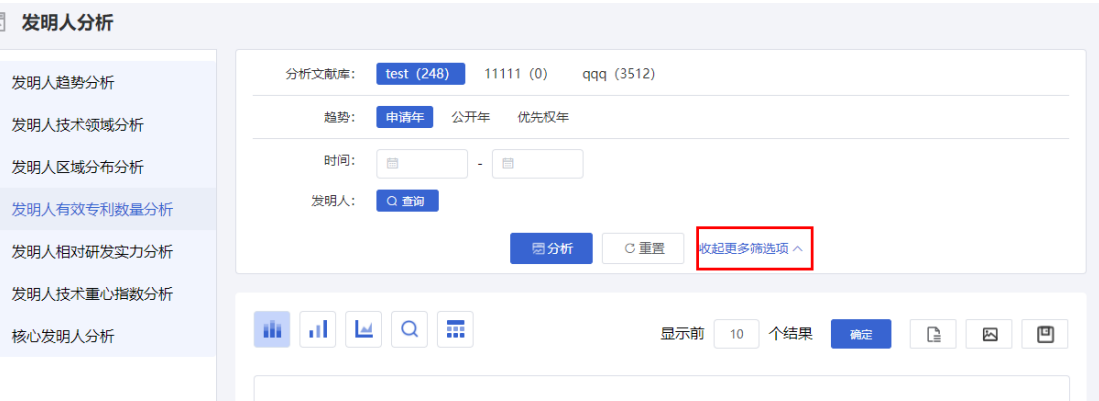 发明人分析
发明人趋势分析
发明人技术领域分析
发明人区域分布分析
发明人有效专利数量分析
发明人相对研发实力分析
发明人技术重心指数分析
核心发明人分析
分析文献库： test（248） 11111（0） qqq（3512）
趋势： 申请年 公开年 优先权年
时间： -
发明人： 查询
分析 重置 收起更多筛选项
显示前 10 个结果 确定